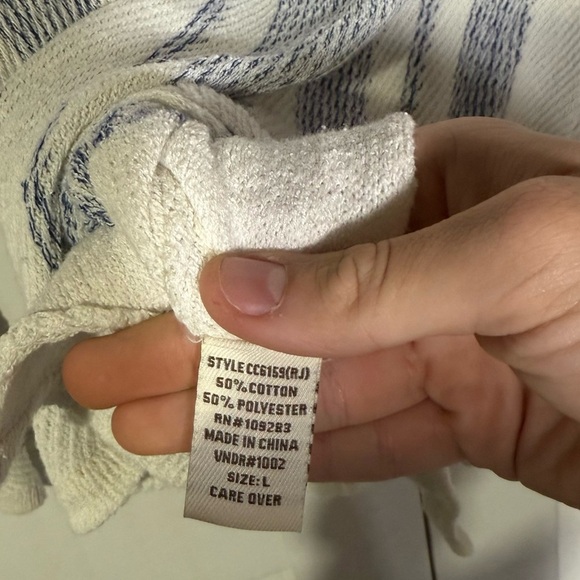 STYLE CC6159(RJ)
50% COTTON
50% POLYESTER
RN#109283
MADE IN CHINA
VNDR#1002
SIZE: L
CARE OVER